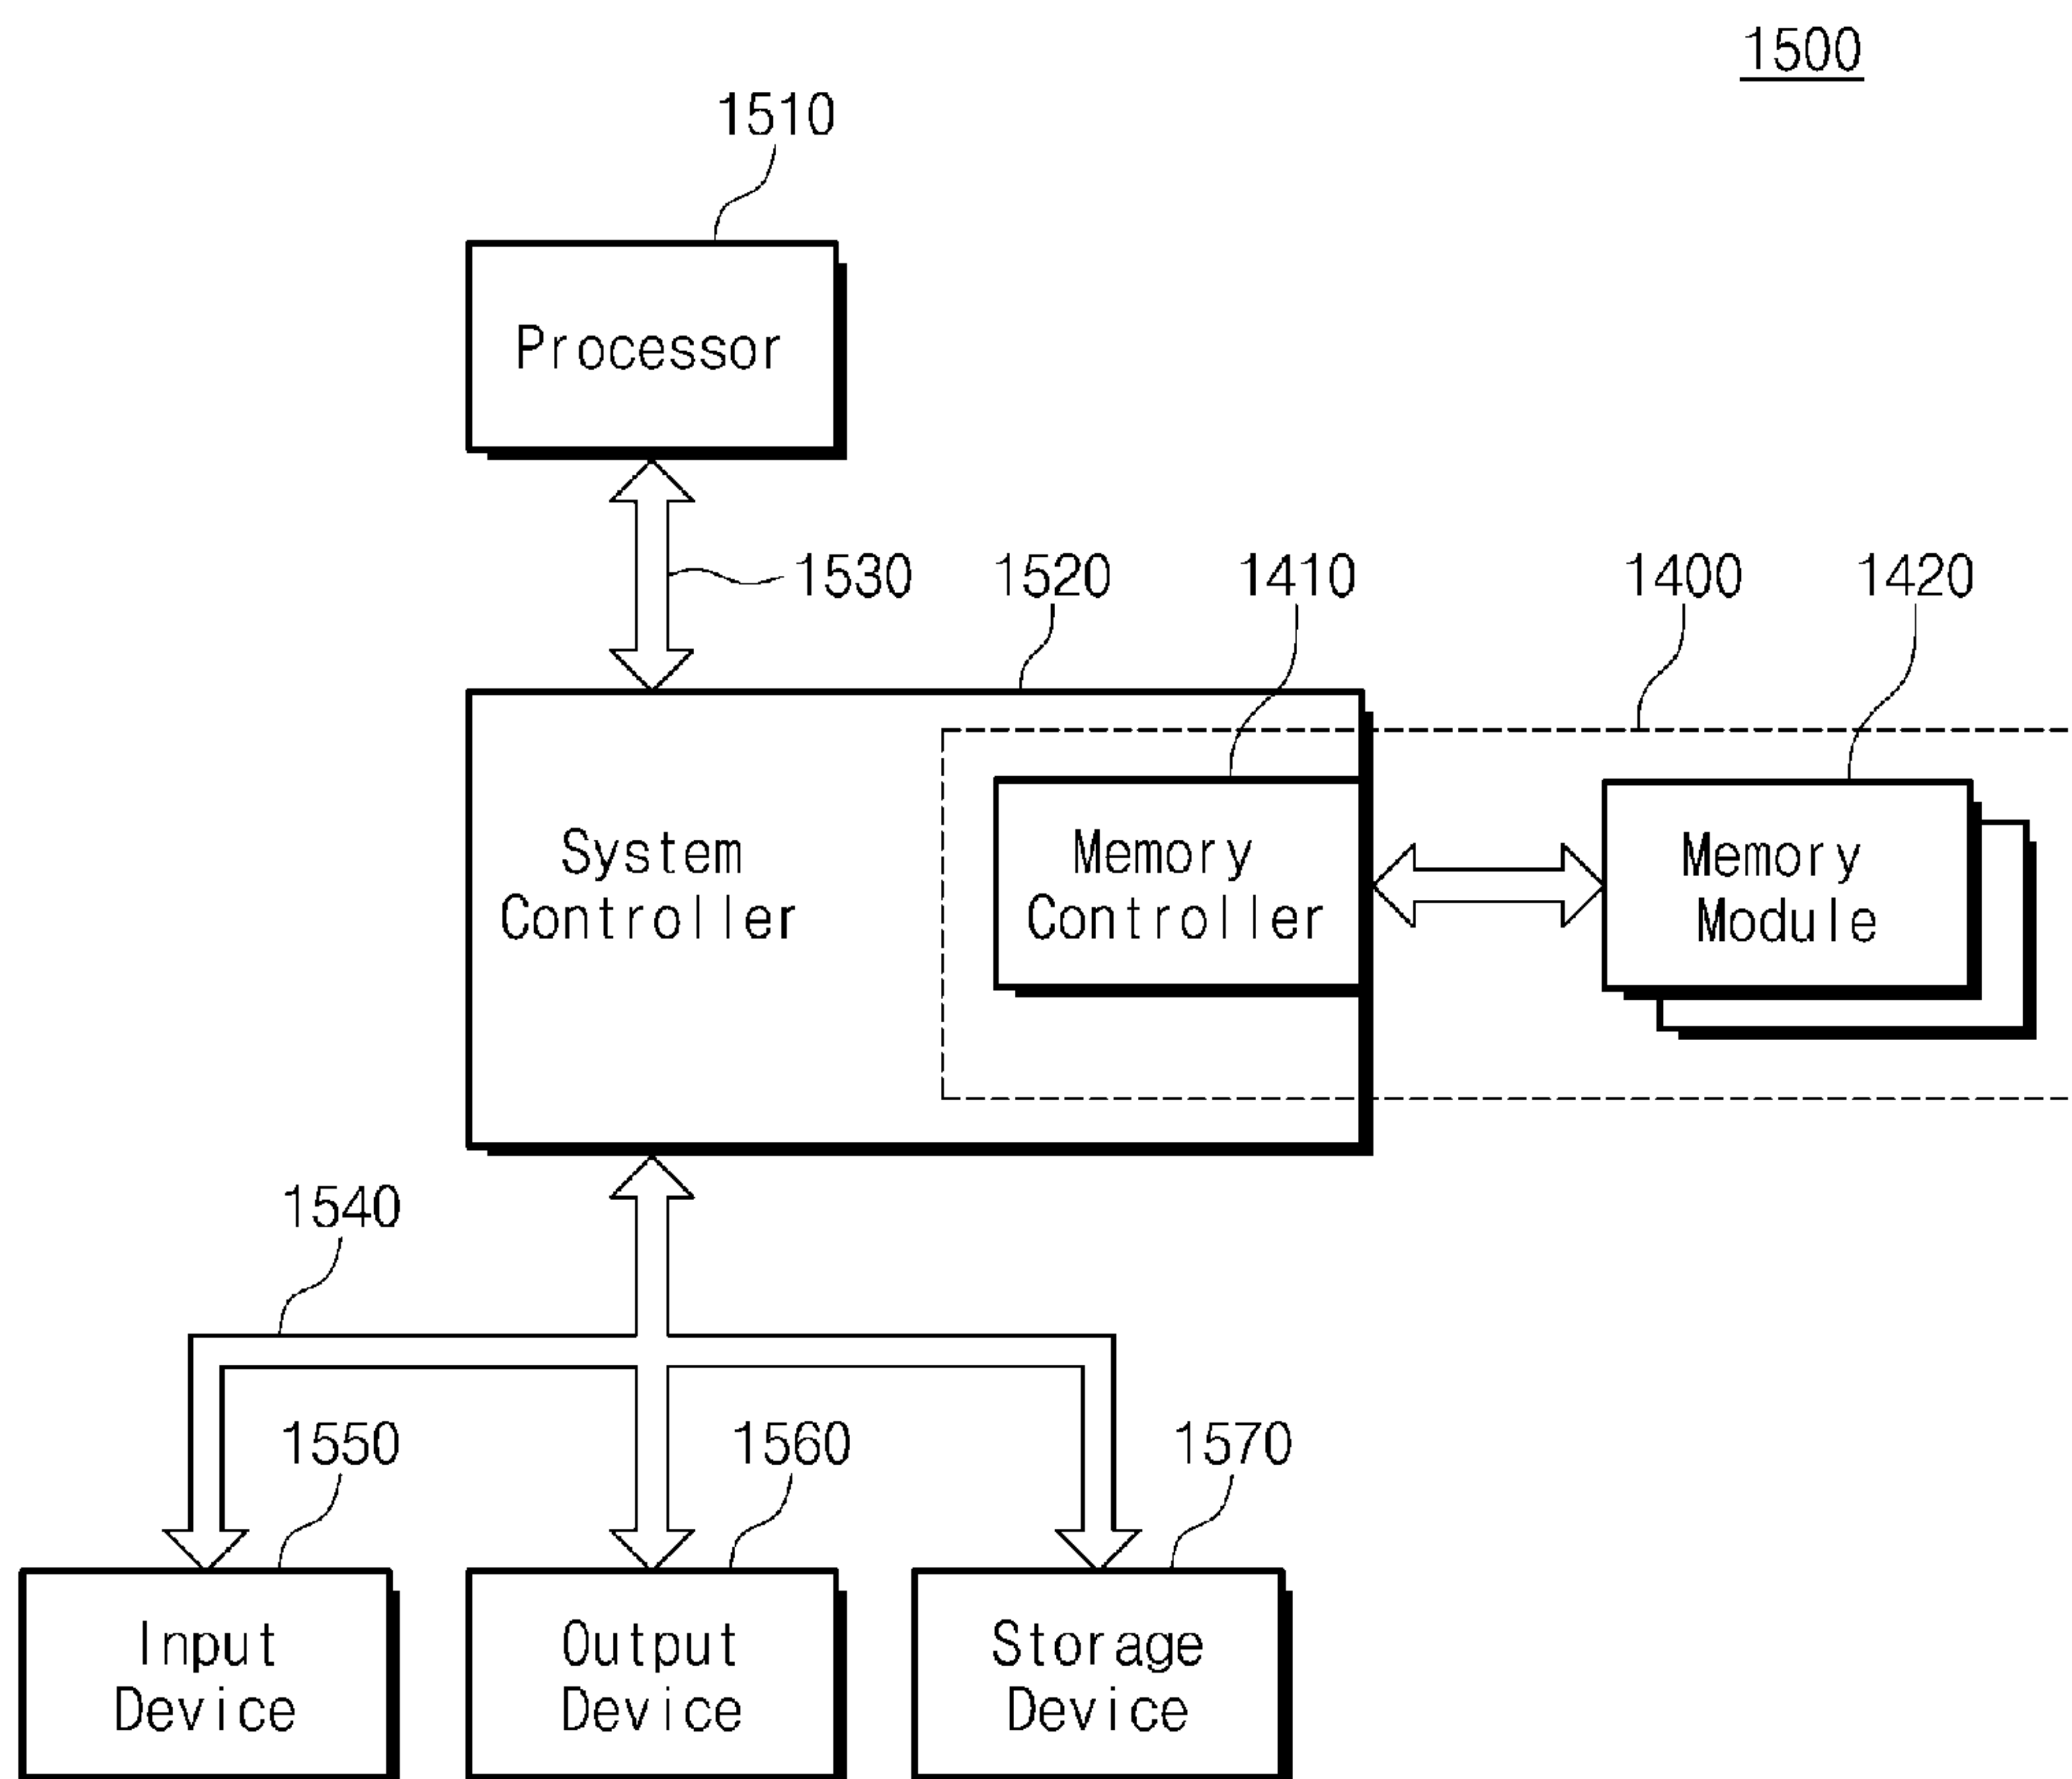 1500
1510
Processor
1530
1520
1410
1400
1420
System
Controller
Memory
Controller
Memory
Module
1540
1550
1560
1570
Input
Device
Output
Device
Storage
Device